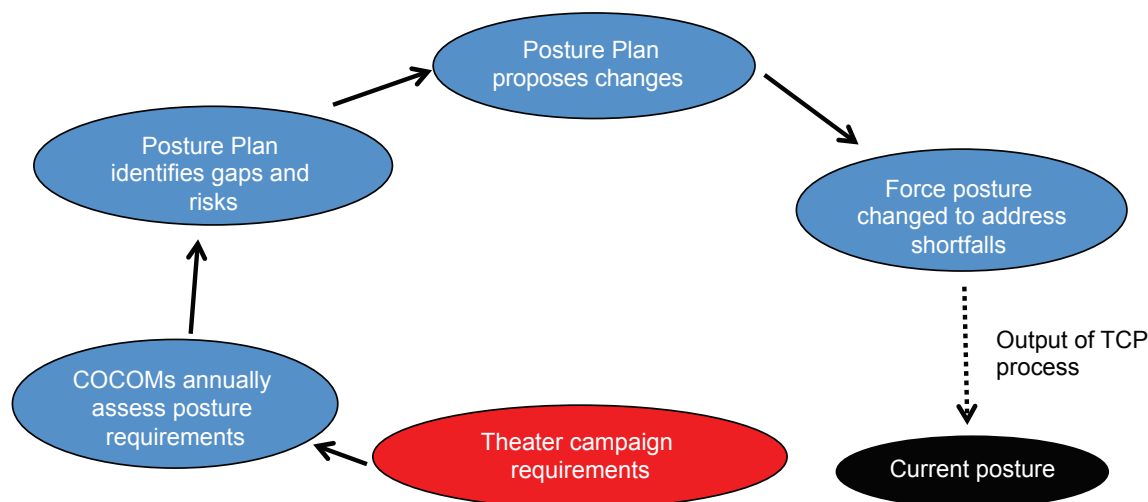 Posture Plan
proposes changes
Posture Plan
identifies gaps and
risks
Force posture
changed to address
shortfalls
Output of TCP
process
COCOMs annually
assess posture
requirements
Theater campaign
requirements
Current posture